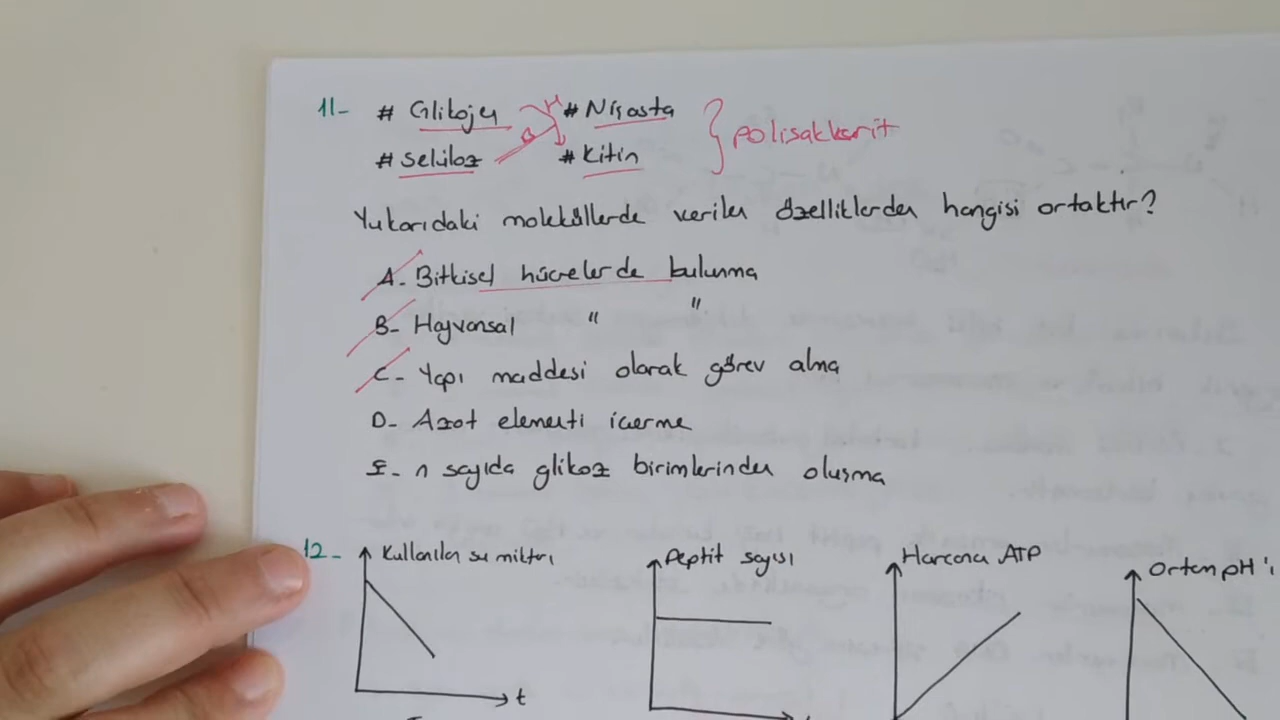 11- # Glikojen # Nişasta } polisakkarit
# Selüloz # Kitin
Yukarıdaki moleküllerde verilen özelliklerden hangisi ortaktır?
A- Bitkisel hücrelerde bulunma
B- Hayvansal " "
C- Yapı maddesi olarak görev alma
D- Azot elementi içerme
E- n sayıda glikoz birimlerinden oluşma
12- Kullanılan su miktarı Peptit sayısı Harcana ATP Ortam pH'ı
t